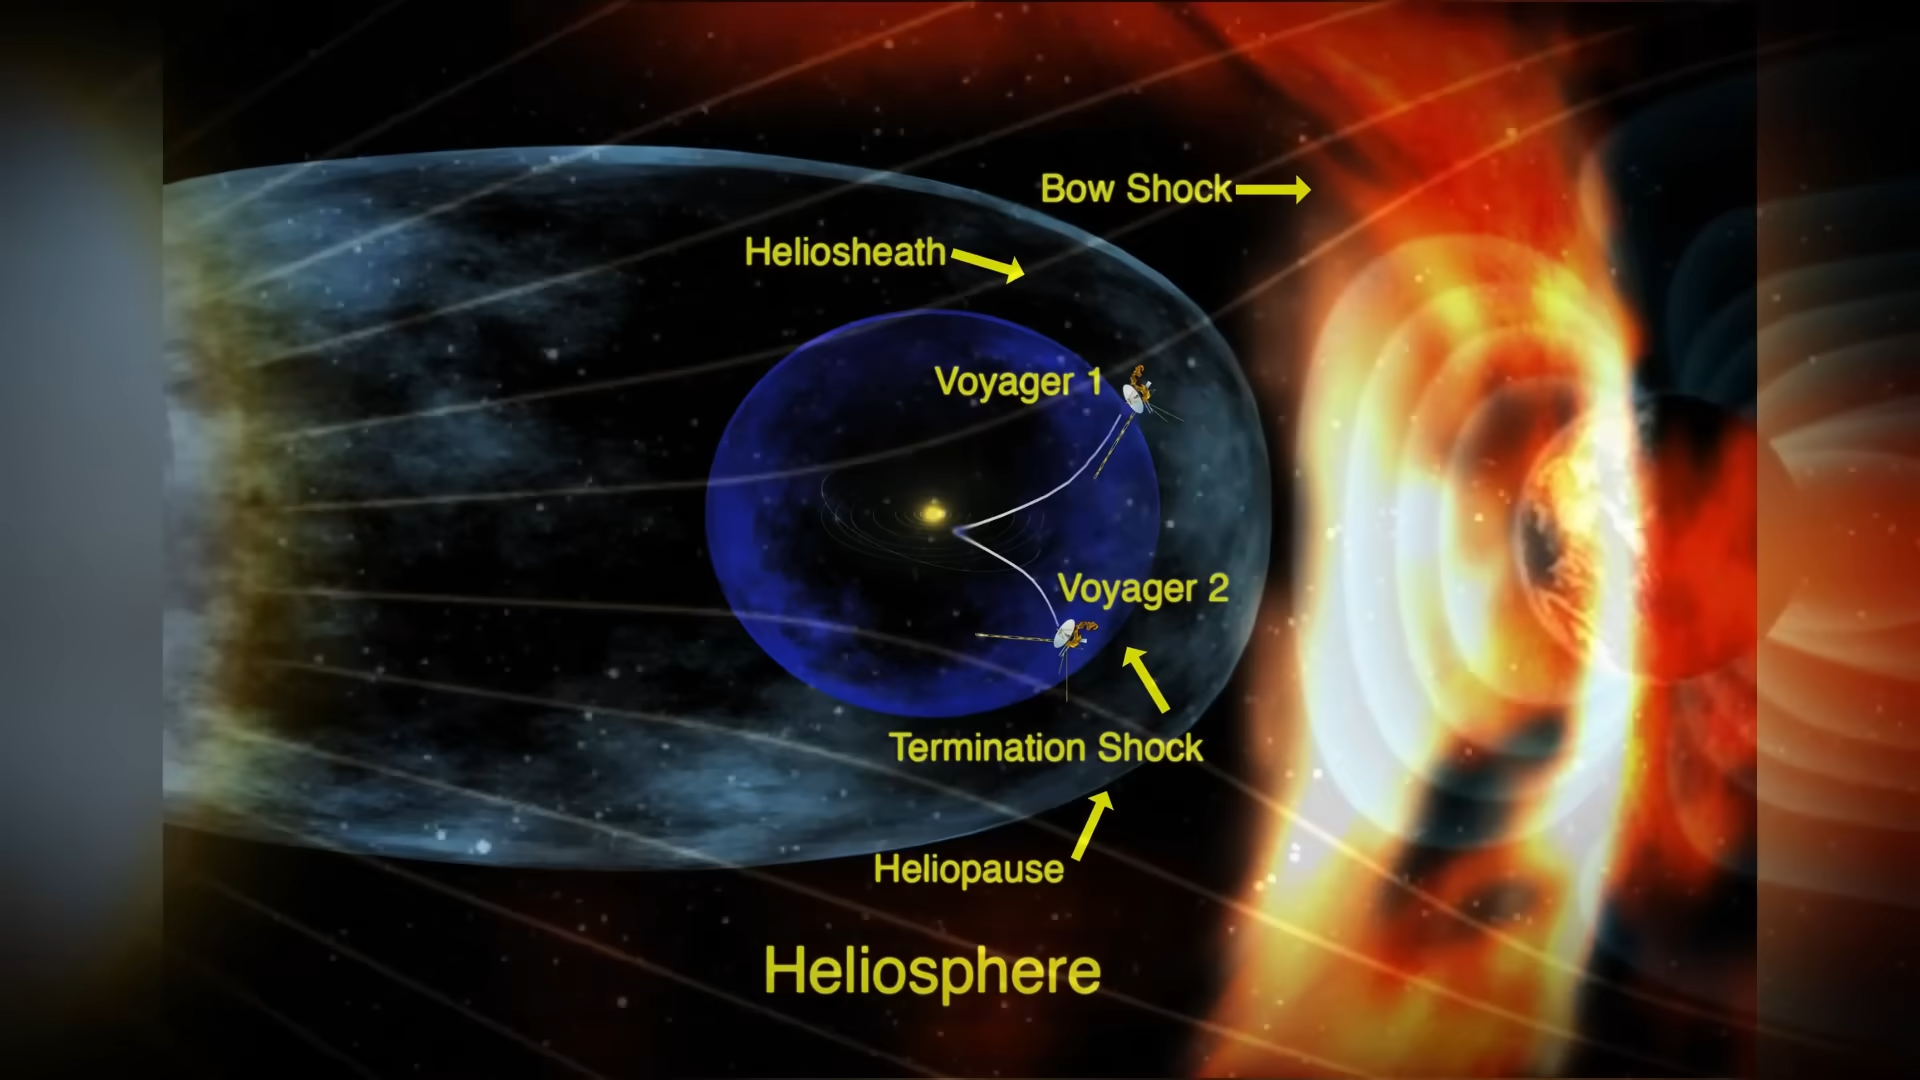 Bow Shock
Heliosheath
Voyager 1
Voyager 2
Termination Shock
Heliopause
Heliosphere